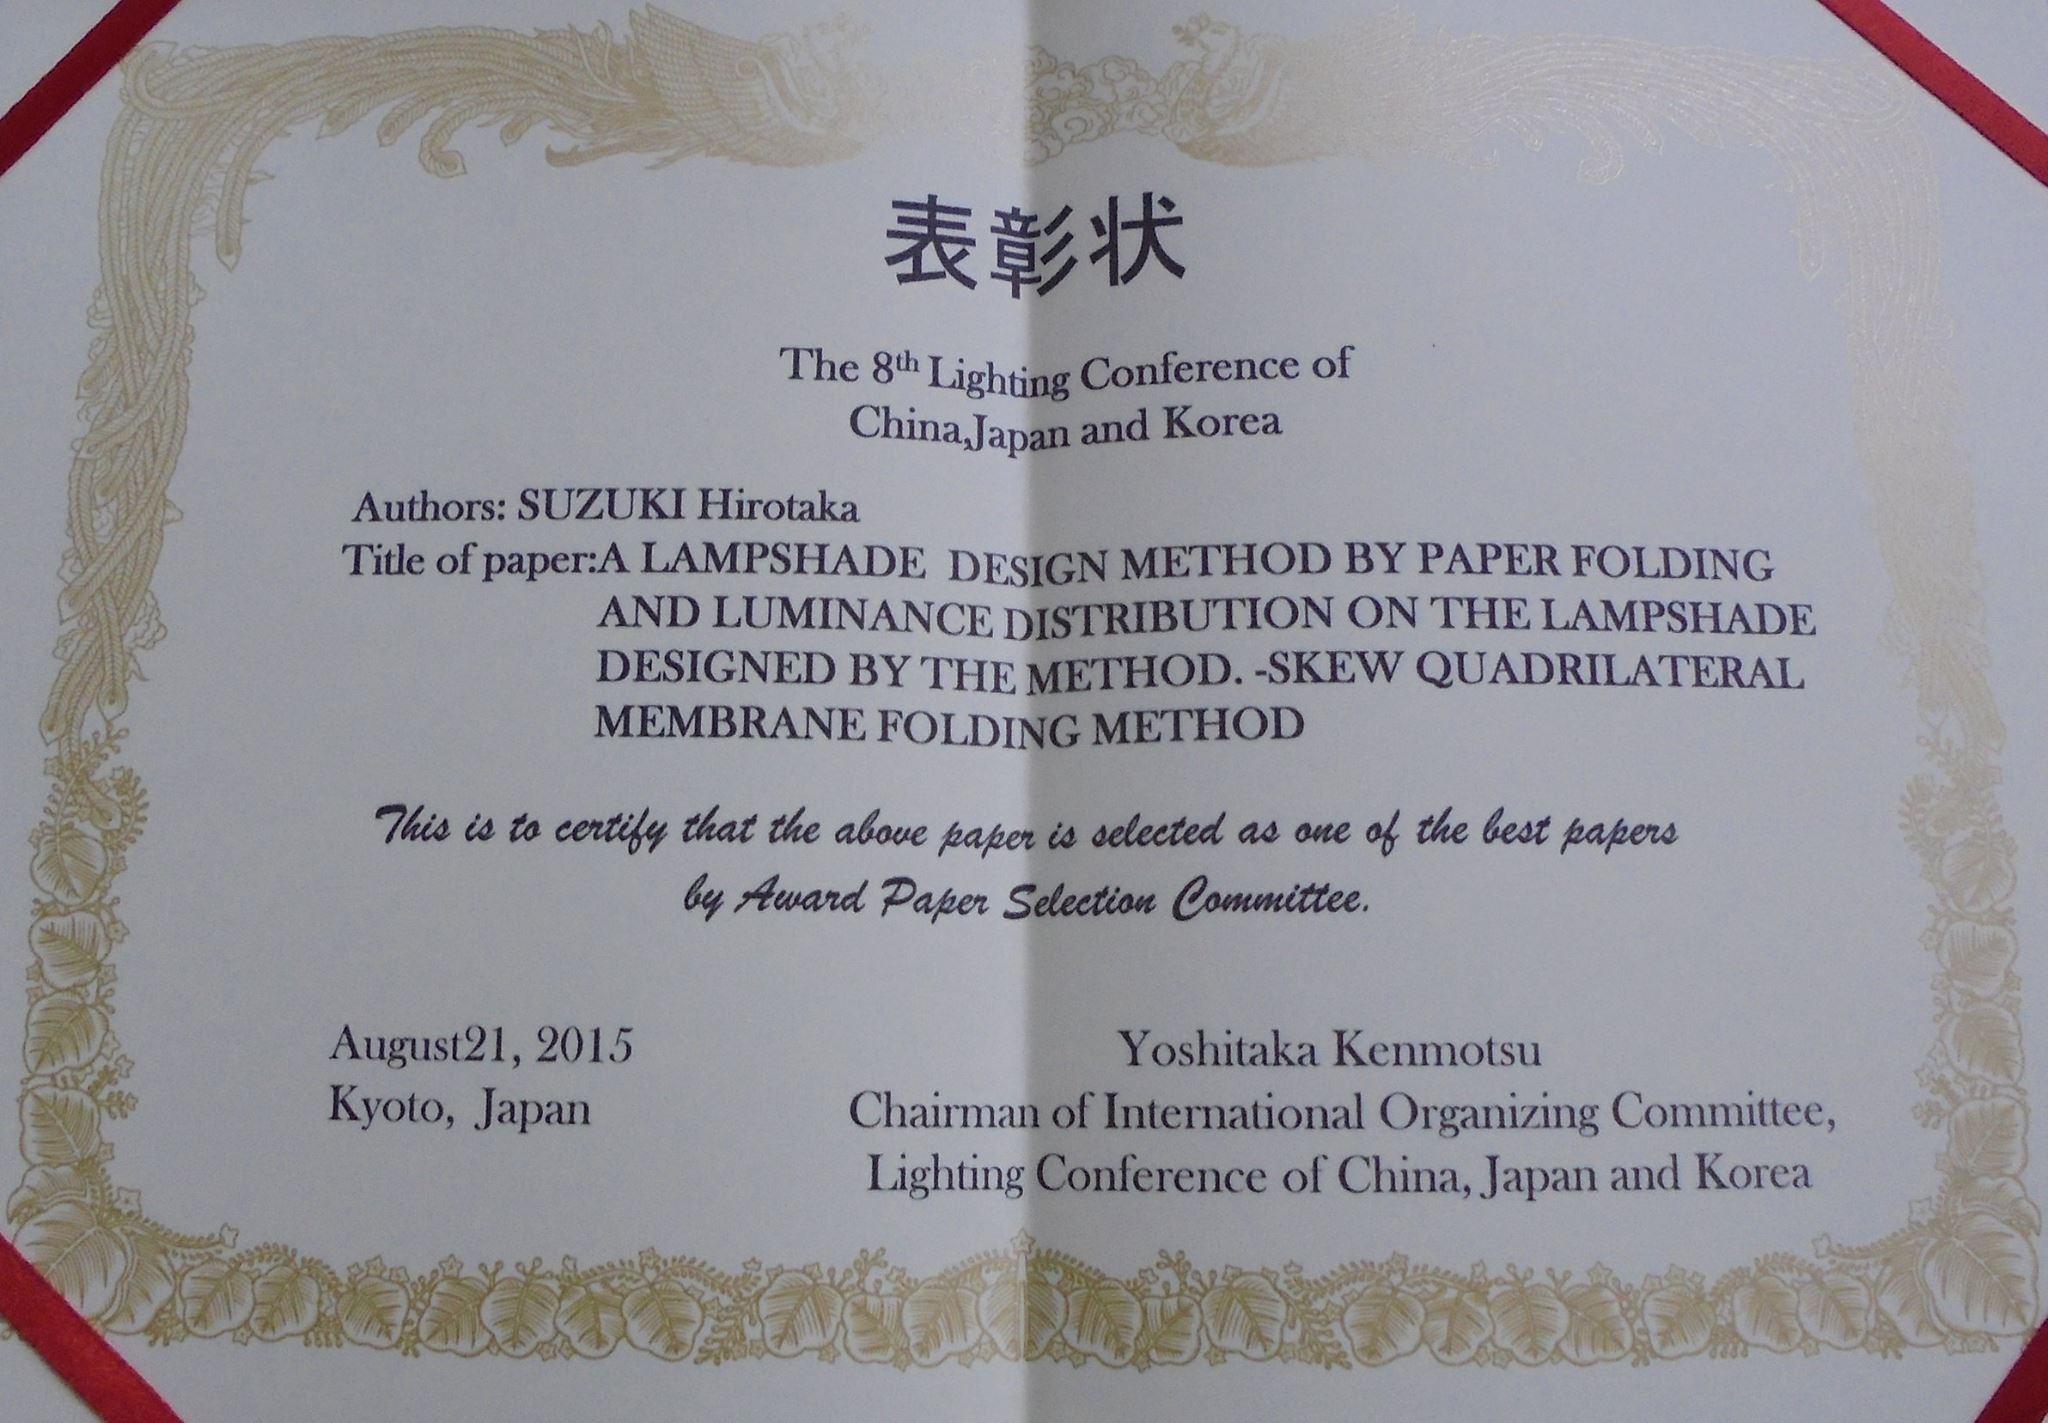 表彰状
The 8th Lighting Conference of
China,Japan and Korea
Authors: SUZUKI Hirotaka
Title of paper:A LAMPSHADE DESIGN METHOD BY PAPER FOLDING
AND LUMINANCE DISTRIBUTION ON THE LAMPSHADE
DESIGNED BY THE METHOD. -SKEW QUADRILATERAL
MEMBRANE FOLDING METHOD
This is to certify that the above paper is selected as one of the best papers
by Award Paper Selection Committee.
August21, 2015
Kyoto, Japan
Yoshitaka Kenmotsu
Chairman of International Organizing Committee,
Lighting Conference of China, Japan and Korea